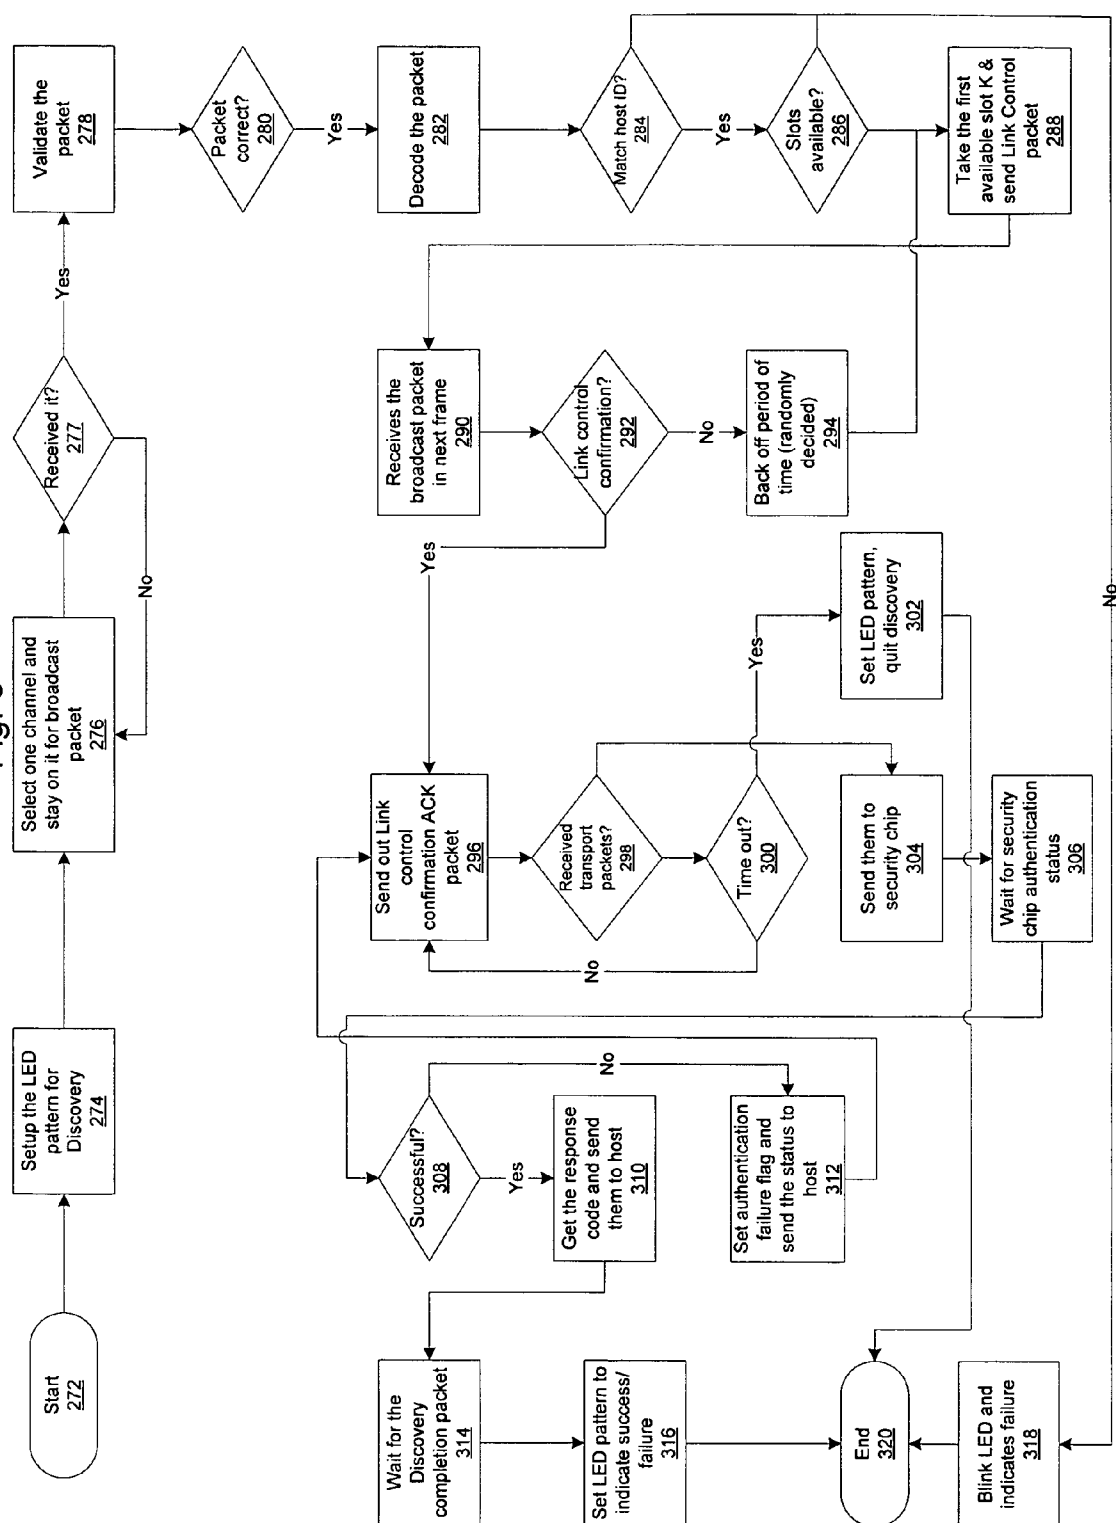 Start
272
Setup the LED
pattern for
Discovery
274
Select one channel and
stay on it for broadcast
packet
276
Received it?
277
No
Yes
Validate the
packet
278
Packet
correct?
280
Yes
Decode the packet
282
Match host ID?
284
Yes
Slots
available?
286
Take the first
available slot K &
send Link Control
packet
288
Receives the
broadcast packet
in next frame
290
Link control
confirmation?
292
No
Back off period of
time (randomly
decided)
294
Yes
Send out Link
control
confirmation ACK
packet
296
Received
transport
packets?
298
Time out?
300
No
Yes
Set LED pattern,
quit discovery
302
Send them to
security chip
304
Wait for security
chip authentication
status
306
Successful?
308
No
Yes
Get the response
code and send
them to host
310
Set authentication
failure flag and
send the status to
host
312
Wait for the
Discovery
completion packet
314
Set LED pattern to
indicate success/
failure
316
End
320
Blink LED and
indicates failure
318
No